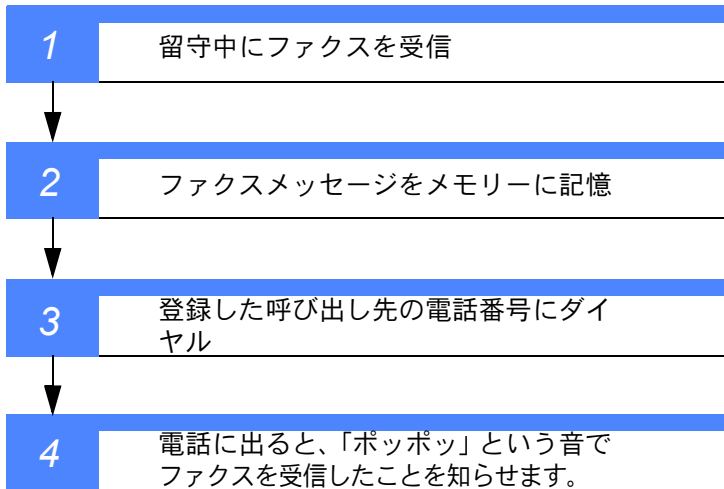 1
留守中にファクスを受信
2
ファクスメッセージをメモリーに記憶
3
登録した呼び出し先の電話番号にダイ
ヤル
4
電話に出ると、「ポッポッ」という音で
ファクスを受信したことを知らせます。